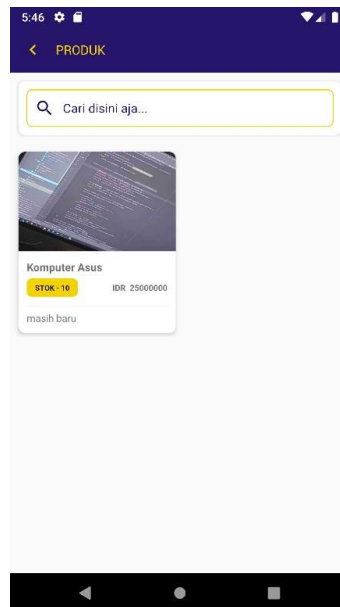 5:46
PRODUK
Cari disini aja...
Komputer Asus
STOK - 10 IDR 25000000
masih baru